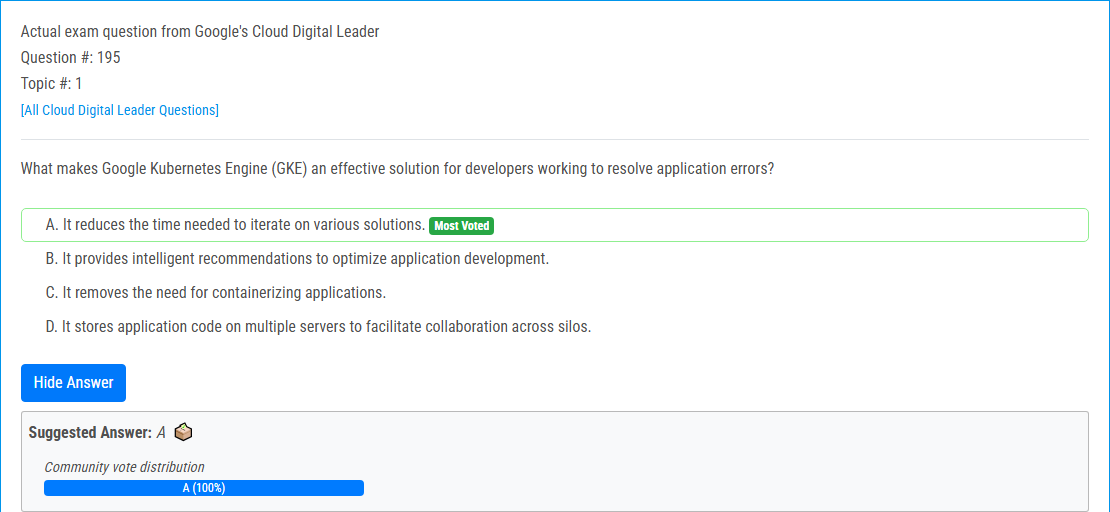 Actual exam question from Google's Cloud Digital Leader
Question #: 195
Topic #: 1
[All Cloud Digital Leader Questions]
What makes Google Kubernetes Engine (GKE) an effective solution for developers working to resolve application errors?
A. It reduces the time needed to iterate on various solutions. Most Voted
B. It provides intelligent recommendations to optimize application development.
C. It removes the need for containerizing applications.
D. It stores application code on multiple servers to facilitate collaboration across silos.
Hide Answer
Suggested Answer: A
Community vote distribution
A (100%)